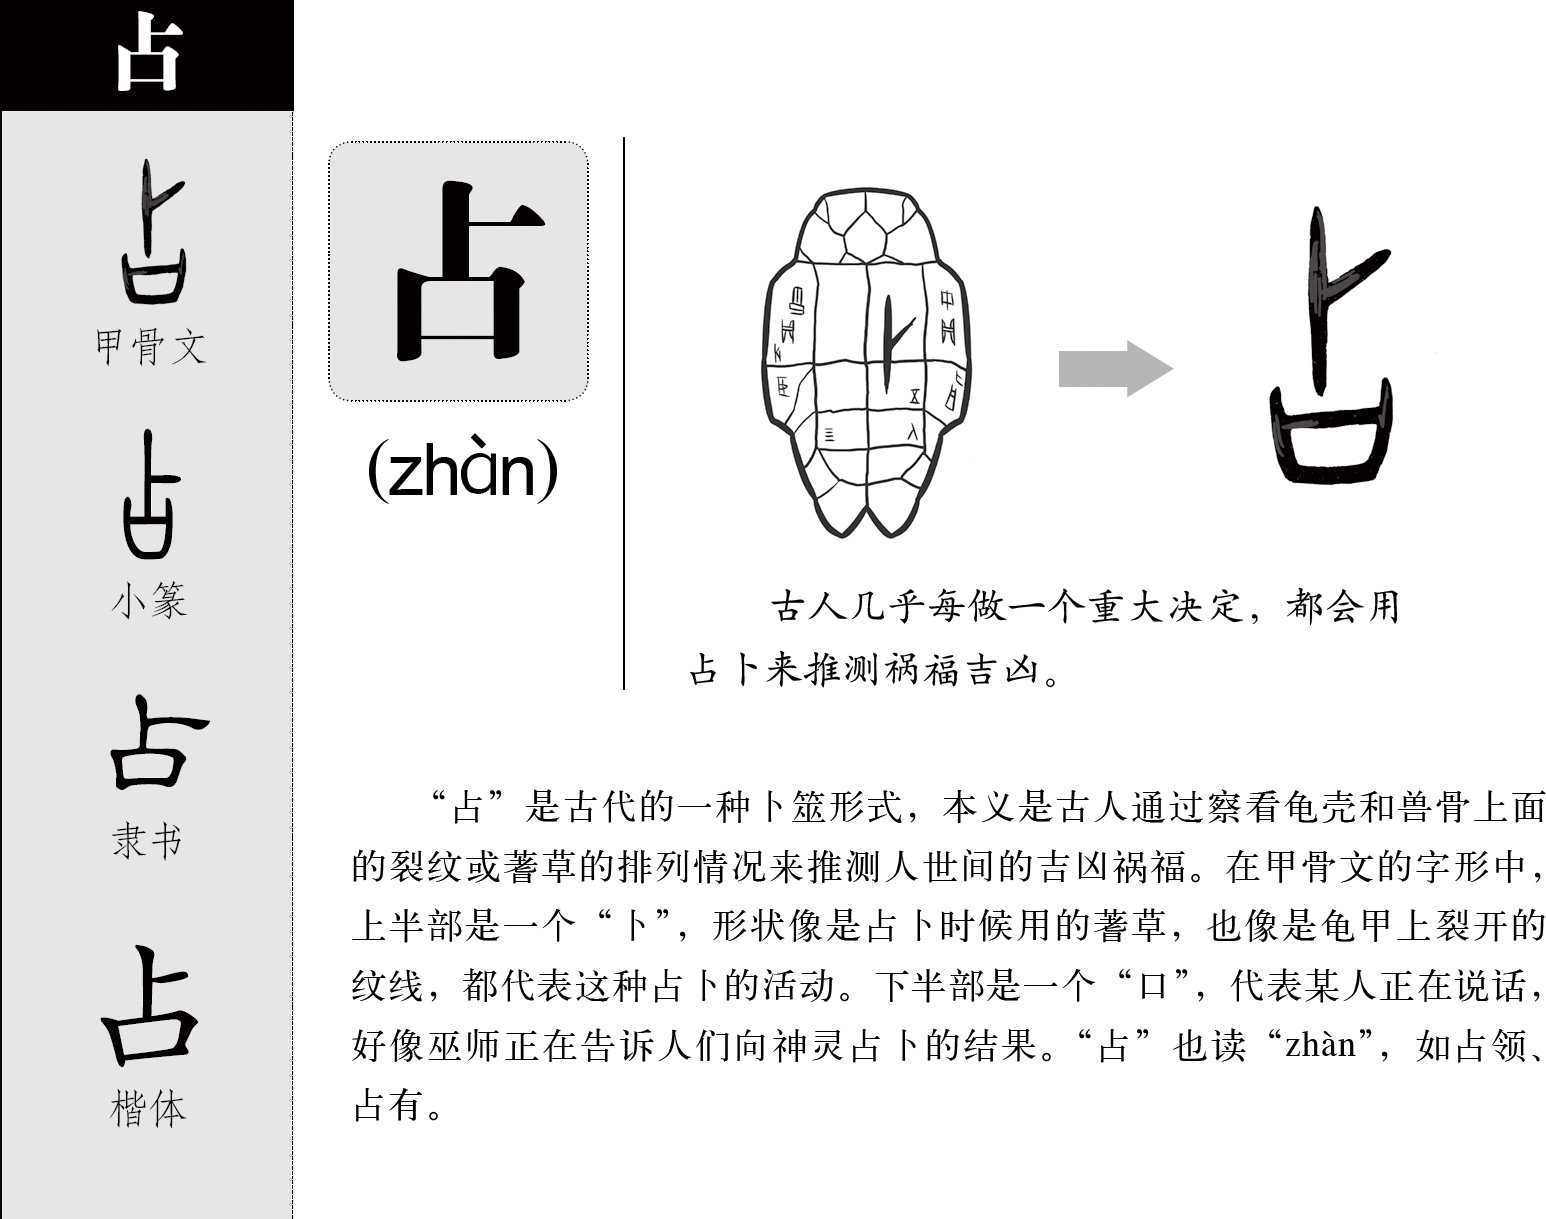 占
甲骨文
小篆
隶书
楷体
占
(zhàn)
古人几乎每做一个重大决定，都会用
占卜来推测祸福吉凶。
“占”是古代的一种卜筮形式，本义是古人通过察看龟壳和兽骨上面
的裂纹或蓍草的排列情况来推测人世间的吉凶祸福。在甲骨文的字形中，
上半部是一个“卜”，形状像是占卜时候用的蓍草，也像是龟甲上裂开的
纹线，都代表这种占卜的活动。下半部是一个“口”，代表某人正在说话，
好像巫师正在告诉人们向神灵占卜的结果。“占”也读“zhàn”，如占领、
占有。